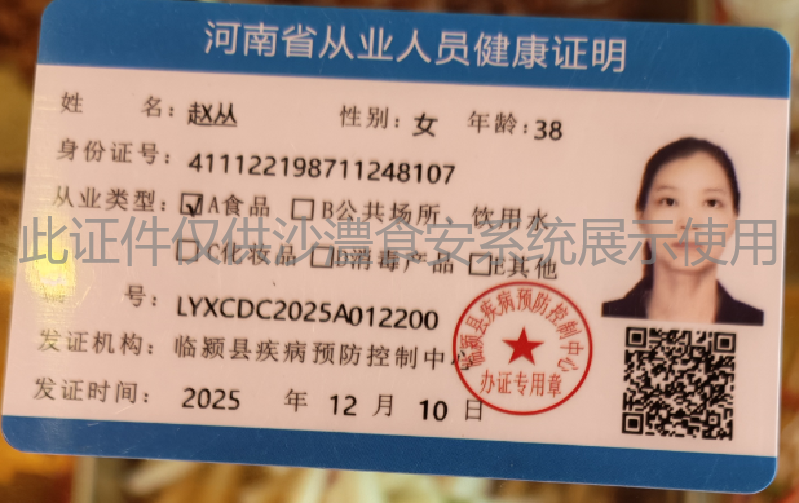 河南省从业人员健康证明
姓 名：赵从 性别：女 年龄：38
身份证号：411122198711248107
从业类型：☑A食品 □B公共场所、饮用水
此证件仅供沙澧食安系统展示使用
□C化妆品 □D消毒产品 □E其他
号：LYXCDC2025A012200
发证机构：临颍县疾病预防控制中心
临颍县疾病预防控制中心
办证专用章
发证时间：2025 年 12 月 10 日